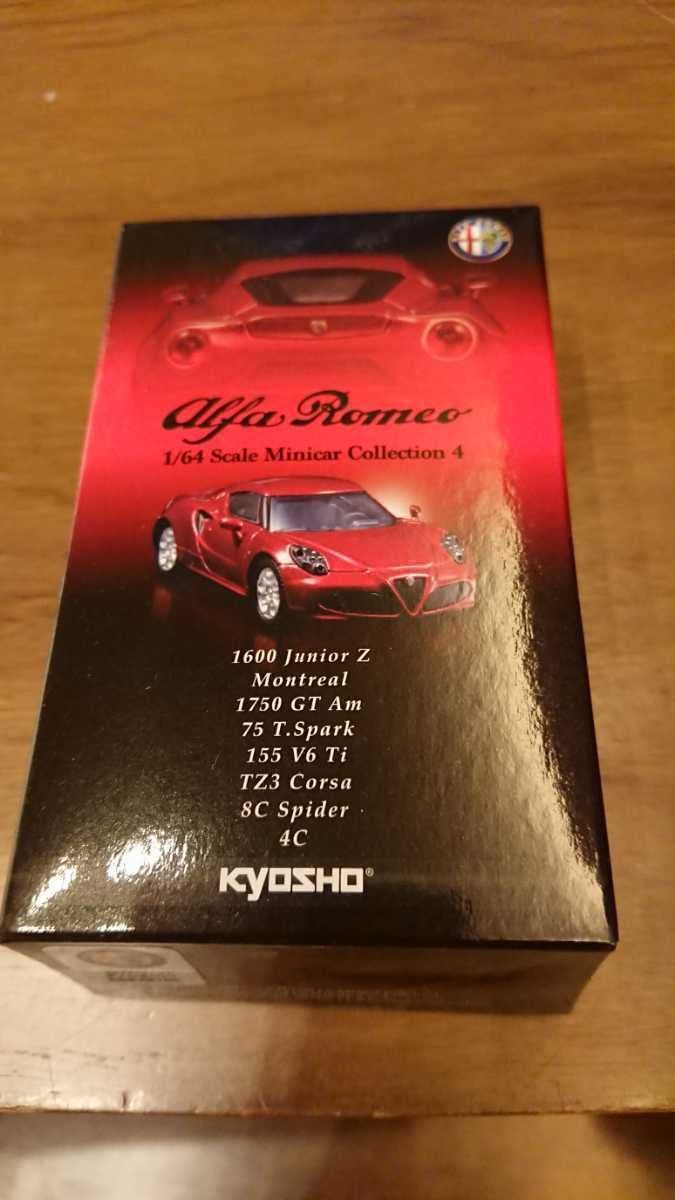 Alfa Romeo
1/64 Scale Minicar Collection 4
1600 Junior Z
Montreal
1750 GT Am
75 T.Spark
155 V6 Ti
TZ3 Corsa
8C Spider
4C
KYOSHO®